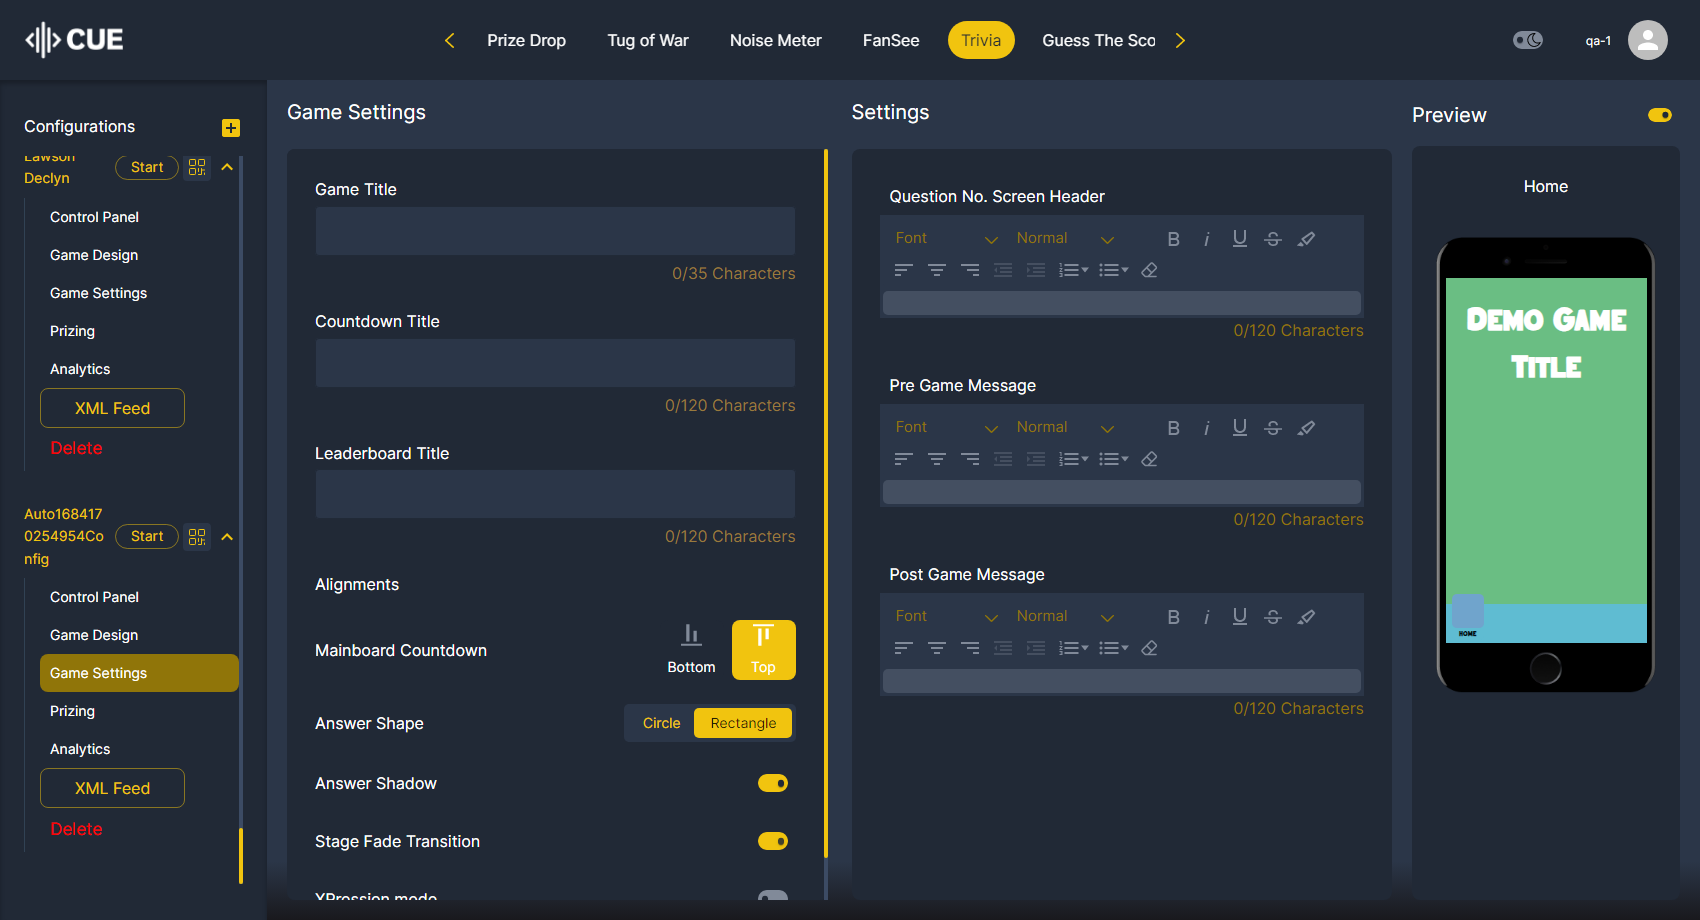 CUE
Prize Drop
Tug of War
Noise Meter
FanSee
Trivia
Guess The Sco
qa-1
Configurations
Lawson
Declyn
Start
Control Panel
Game Design
Game Settings
Prizing
Analytics
XML Feed
Delete
Auto168417
0254954Co
nfig
Start
Control Panel
Game Design
Game Settings
Prizing
Analytics
XML Feed
Delete
Game Settings
Game Title
0/35 Characters
Countdown Title
0/120 Characters
Leaderboard Title
0/120 Characters
Alignments
Mainboard Countdown
Bottom
Top
Answer Shape
Circle
Rectangle
Answer Shadow
Stage Fade Transition
XPression mode
Settings
Question No. Screen Header
Font
Normal
B i U S
0/120 Characters
Pre Game Message
Font
Normal
B i U S
0/120 Characters
Post Game Message
Font
Normal
B i U S
0/120 Characters
Preview
Home
Demo Game
Title
HOME